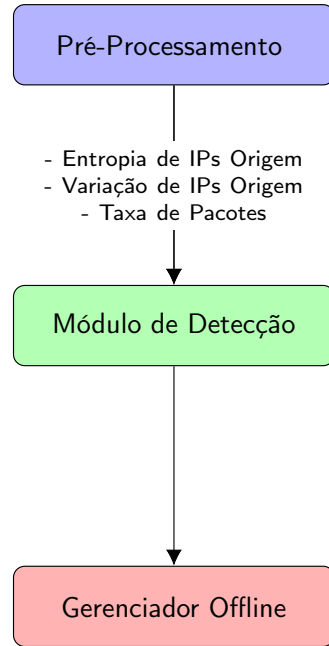 Pré-Processamento
- Entropia de IPs Origem
- Variação de IPs Origem
- Taxa de Pacotes
Módulo de Detecção
Gerenciador Offline